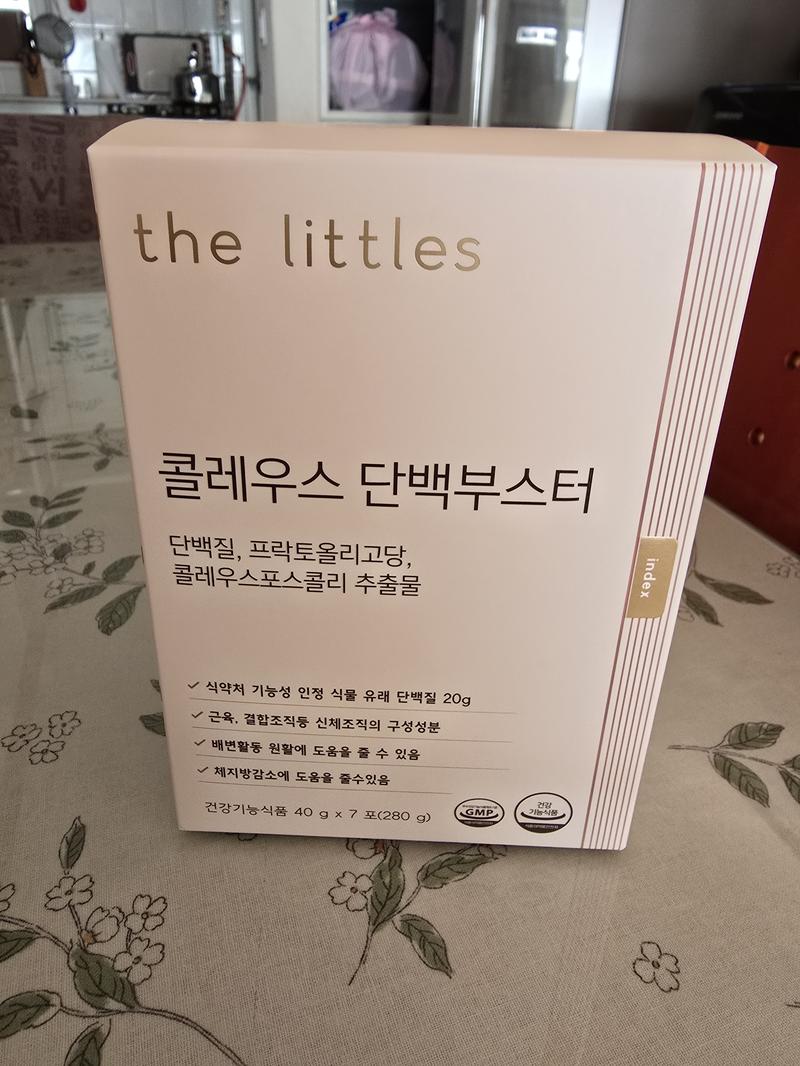 the littles
콜레우스 단백부스터
단백질, 프락토올리고당,
콜레우스포스콜리 추출물
index
식약처 기능성 인정 식물 유래 단백질 20g
근육, 결합조직등 신체조직의 구성성분
배변활동 원활에 도움을 줄 수 있음
체지방감소에 도움을 줄수있음
건강기능식품 40 g x 7 포(280 g)
GMP
건강
기능식품